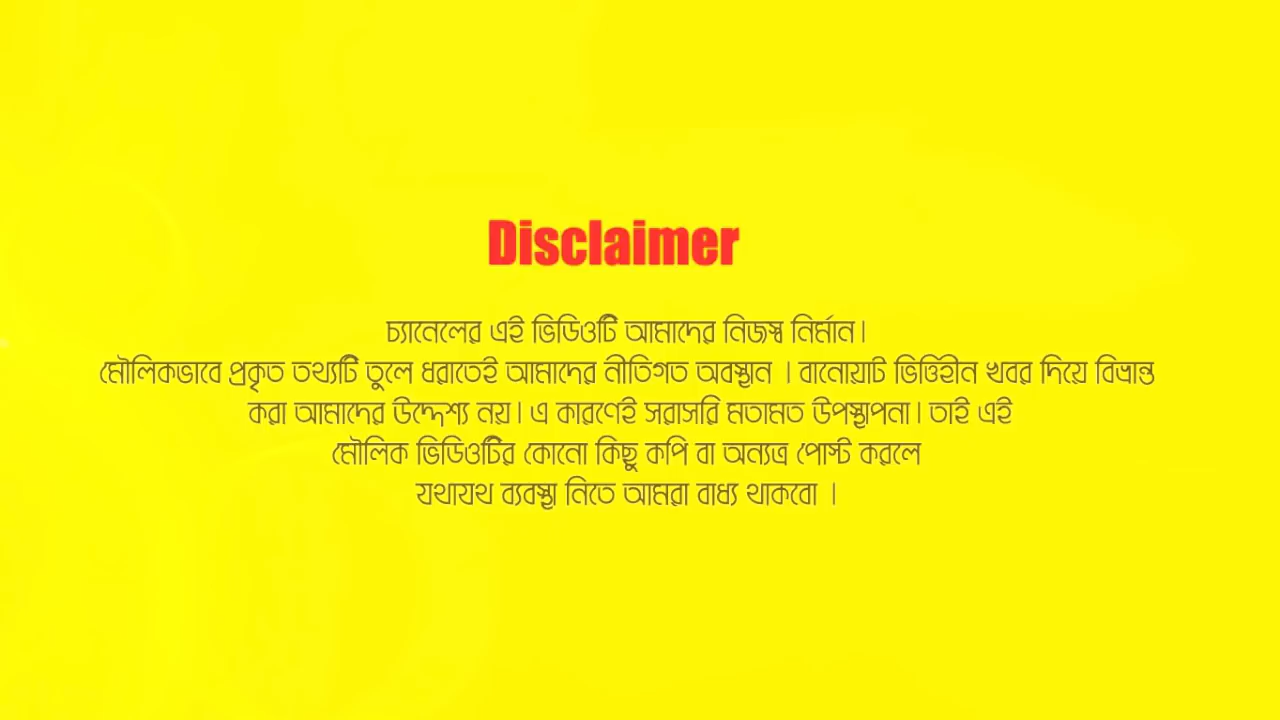 Disclaimer
চ্যানেলের এই ভিডিওটি আমাদের নিজস্ব নির্মান।
মৌলিকভাবে প্রকৃত তথ্যটি তুলে ধরাতেই আমাদের নীতিগত অবস্থান । বানোয়াট ভিত্তিহীন খবর দিয়ে বিভ্রান্ত
করা আমাদের উদ্দেশ্য নয়। এ কারণেই সরাসরি মতামত উপস্থাপনা। তাই এই
মৌলিক ভিডিওটির কোনো কিছু কপি বা অন্যত্র পোস্ট করলে
যথাযথ ব্যবস্থা নিতে আমরা বাধ্য থাকবো ।